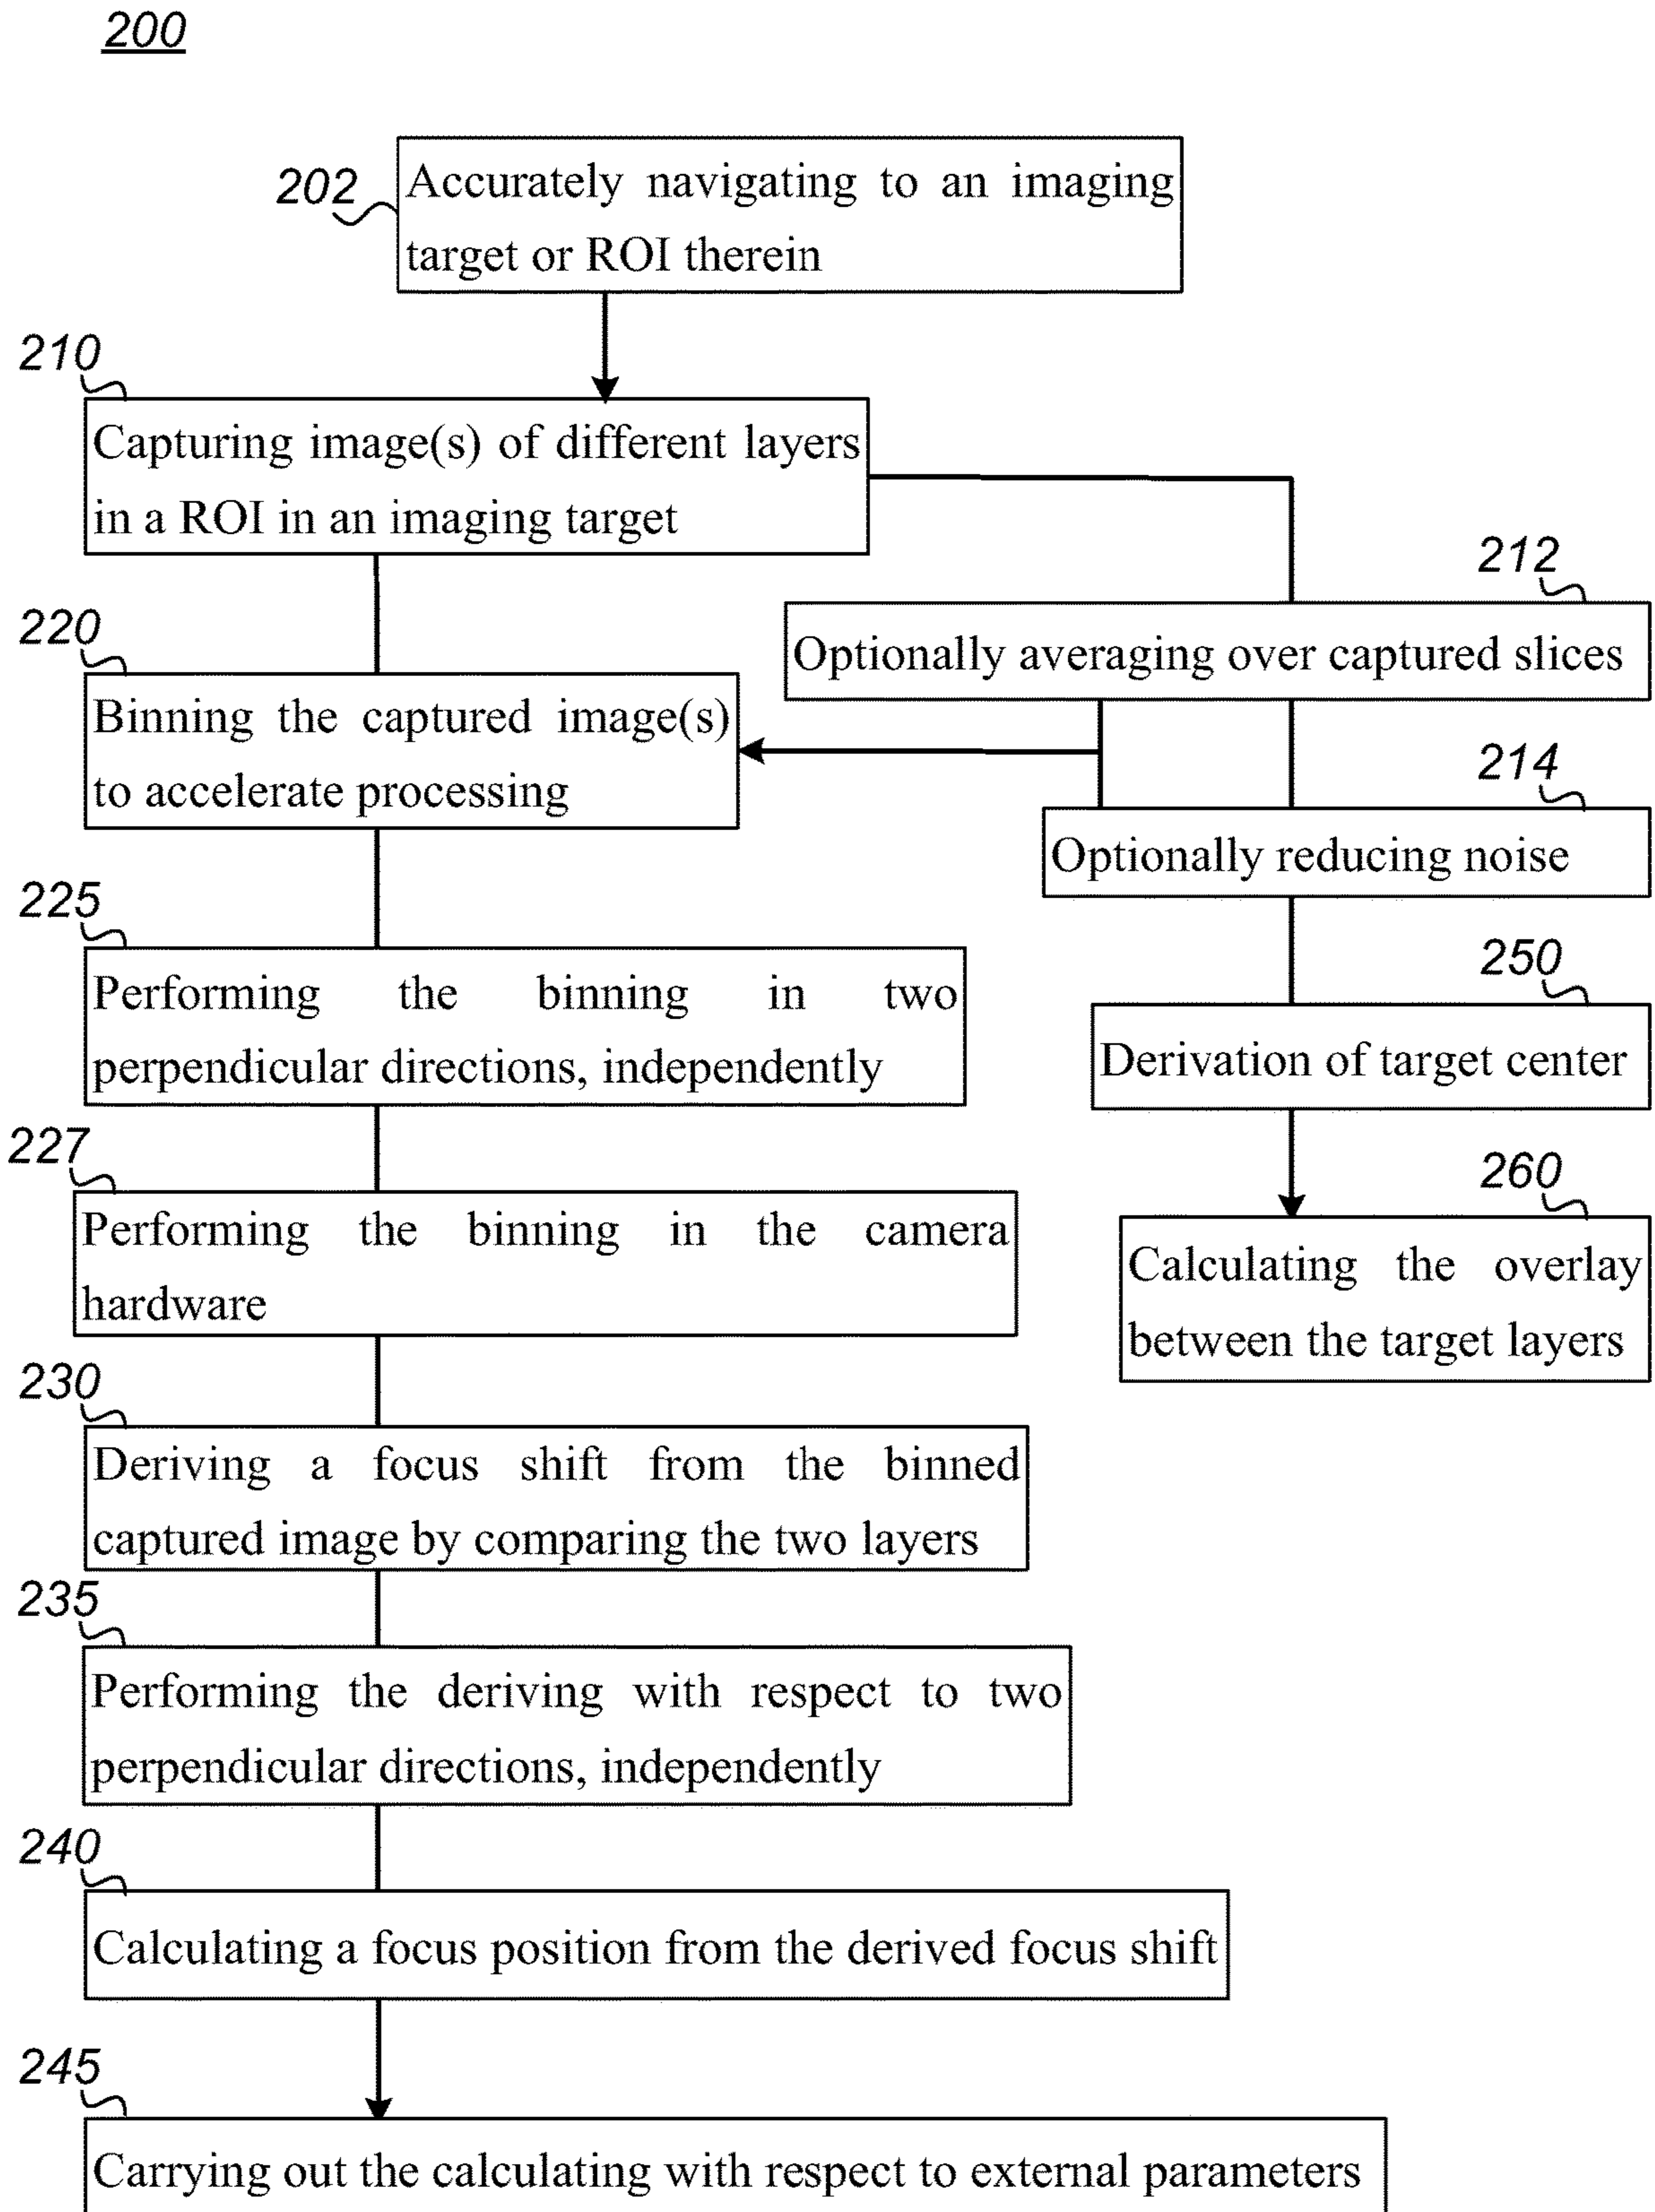 200
202
Accurately navigating to an imaging
target or ROI therein
210
Capturing image(s) of different layers
in a ROI in an imaging target
212
Optionally averaging over captured slices
220
Binning the captured image(s)
to accelerate processing
214
Optionally reducing noise
225
Performing the binning in two
perpendicular directions, independently
250
Derivation of target center
227
Performing the binning in the camera
hardware
260
Calculating the overlay
between the target layers
230
Deriving a focus shift from the binned
captured image by comparing the two layers
235
Performing the deriving with respect to two
perpendicular directions, independently
240
Calculating a focus position from the derived focus shift
245
Carrying out the calculating with respect to external parameters